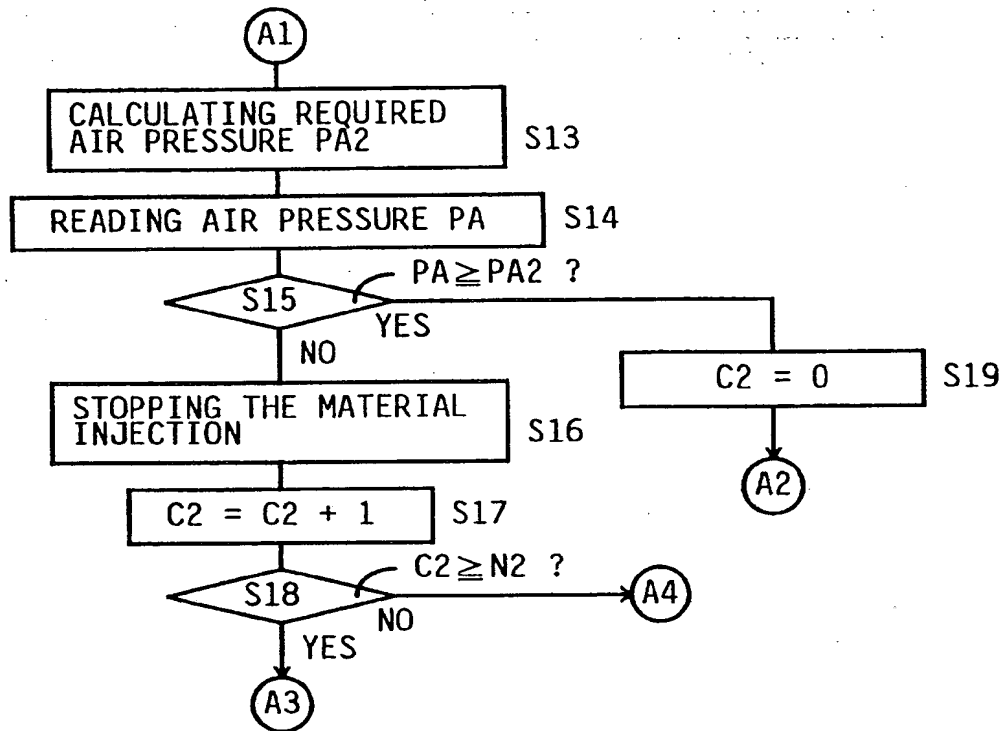 A1
CALCULATING REQUIRED
AIR PRESSURE PA2
S13
READING AIR PRESSURE PA
S14
PA≧PA2 ?
S15
YES
NO
C2 = 0
S19
STOPPING THE MATERIAL
INJECTION
S16
A2
C2 = C2 + 1
S17
C2≧N2 ?
S18
NO
A4
YES
A3